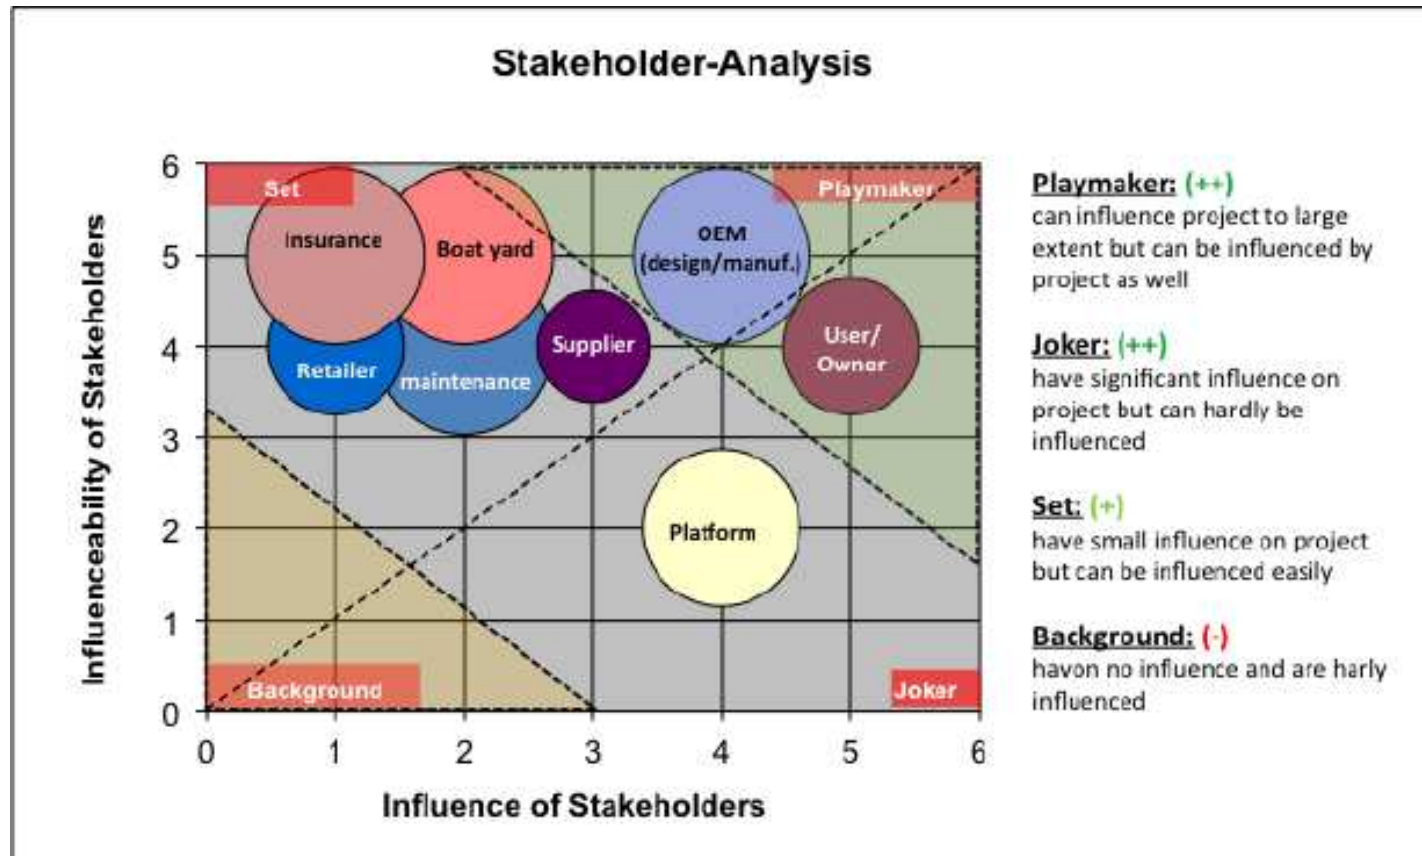 Stakeholder-Analysis
Influenceability of Stakeholders
6
5
4
3
2
1
0
Set
Playmaker
Insurance
Boat yard
OEM
(design/manuf.)
Retailer
maintenance
Supplier
User/
Owner
Platform
Background
Joker
0 1 2 3 4 5 6
Influence of Stakeholders
Playmaker: (++)
can influence project to large
extent but can be influenced by
project as well
Joker: (++)
have significant influence on
project but can hardly be
influenced
Set: (+)
have small influence on project
but can be influenced easily
Background: (-)
havon no influence and are harly
influenced